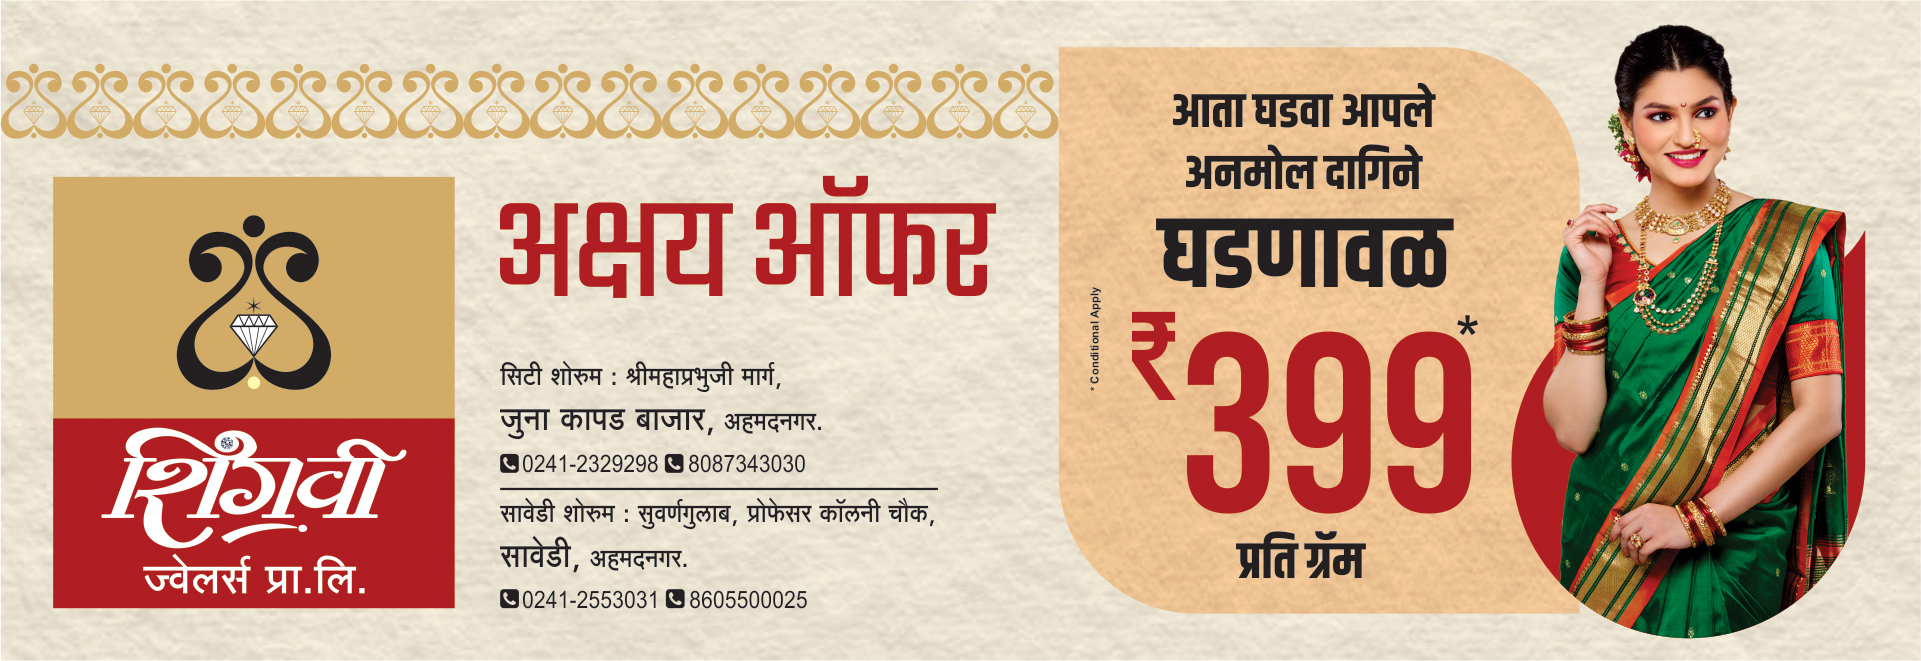 शिंगवी
ज्वेलर्स प्रा.लि.
अक्षय ऑफर
सिटी शोरुम : श्रीमहाप्रभुजी मार्ग,
जुना कापड बाजार, अहमदनगर.
0241-2329298 8087343030
सावेडी शोरुम : सुवर्णगुलाब, प्रोफेसर कॉलनी चौक,
सावेडी, अहमदनगर.
0241-2553031 8605500025
आता घडवा आपले
अनमोल दागिने
घडणावळ
₹399*
प्रति ग्रॅम
* Conditional Apply